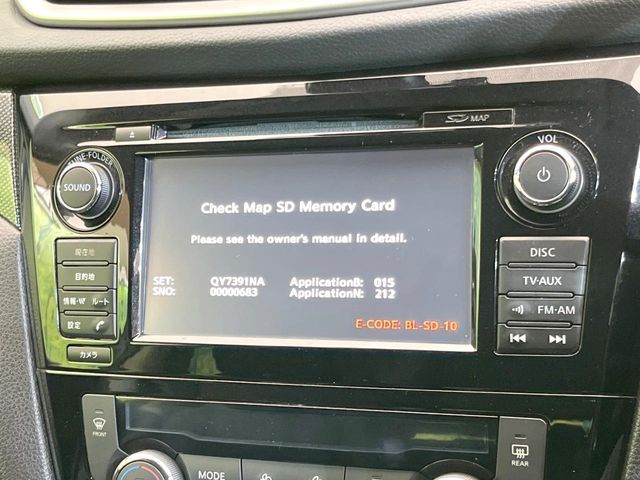 SD MAP
TUNE·FOLDER
VOL
SOUND
Check Map SD Memory Card
Please see the owner's manual in detail.
SET: QY7391NA ApplicationB: 01S
SNO: 00000683 ApplicationN: 212
E-CODE: BL-SD-10
現在地
目的地
情報·VI ルート
設定
カメラ
DISC
TV·AUX
FM·AM
FRONT
MODE
REAR